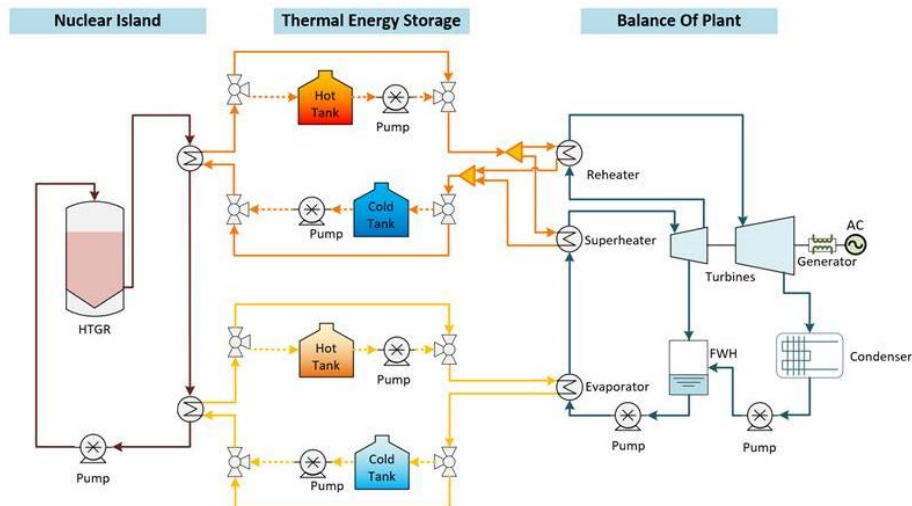 Nuclear Island
Thermal Energy Storage
Balance Of Plant
Hot
Tank
Pump
Cold
Tank
Pump
HTGR
Pump
Hot
Tank
Pump
Cold
Tank
Pump
Reheater
Superheater
Evaporator
Turbines
AC
Generator
FWH
Condenser
Pump
Pump